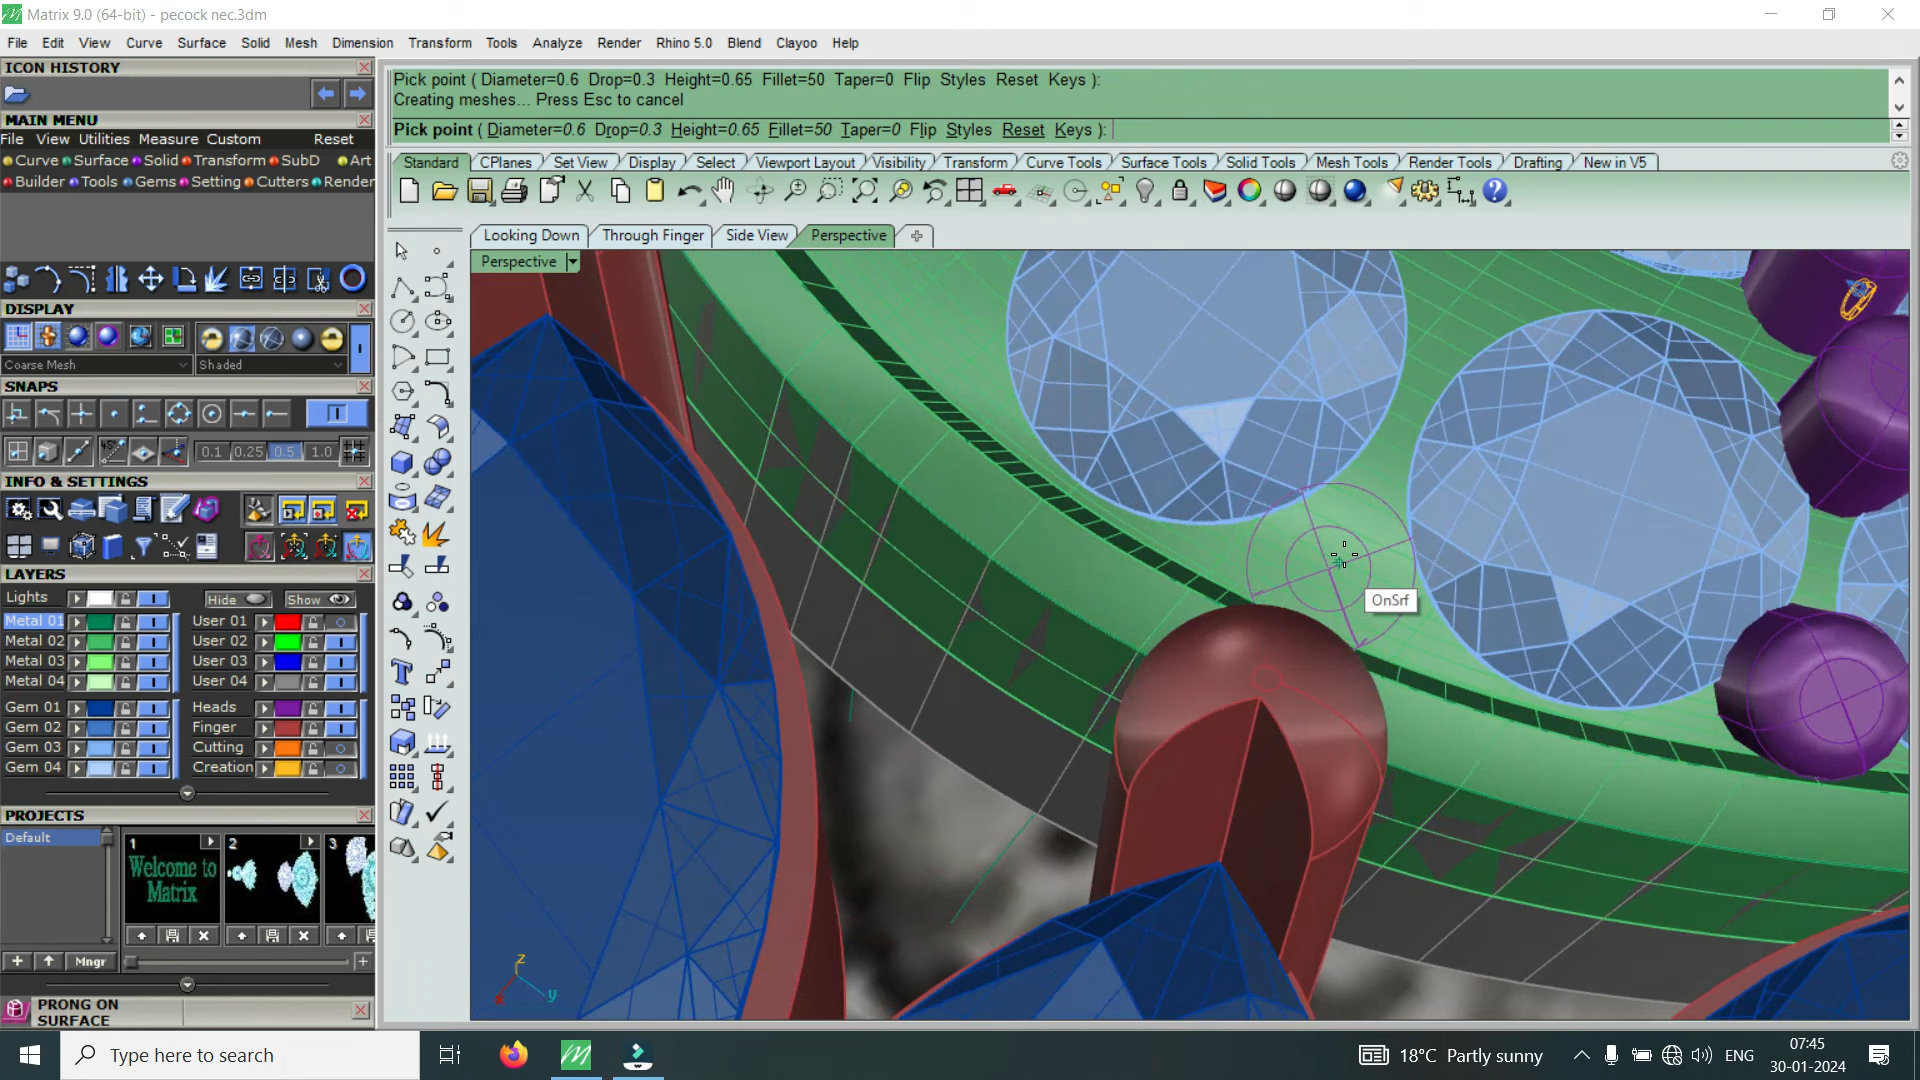 Matrix 9.0 (64-bit) - pecock nec.3dm
File Edit View Curve Surface Solid Mesh Dimension Transform Tools Analyze Render Rhino 5.0 Blend Clayoo Help
ICON HISTORY
MAIN MENU
File View Utilities Measure Custom Reset
Curve Surface Solid Transform SubD Art
Builder Tools Gems Setting Cutters Render
DISPLAY
Coarse Mesh Shaded
SNAPS
0.1 0.25 0.5 1.0
INFO & SETTINGS
LAYERS
Lights Hide Show
Metal 01 User 01
Metal 02 User 02
Metal 03 User 03
Metal 04 User 04
Gem 01 Heads
Gem 02 Finger
Gem 03 Cutting
Gem 04 Creation
PROJECTS
Default
1 2 3
Welcome to
Matrix
Mngr
PRONG ON
SURFACE
Pick point ( Diameter=0.6 Drop=0.3 Height=0.65 Fillet=50 Taper=0 Flip Styles Reset Keys ):
Creating meshes... Press Esc to cancel
Pick point ( Diameter=0.6 Drop=0.3 Height=0.65 Fillet=50 Taper=0 Flip Styles Reset Keys ):
Standard CPlanes Set View Display Select Viewport Layout Visibility Transform Curve Tools Surface Tools Solid Tools Mesh Tools Render Tools Drafting New in V5
Looking Down Through Finger Side View Perspective
Perspective
OnSrf
z
x y
Type here to search
18°C Partly sunny
ENG
07:45
30-01-2024